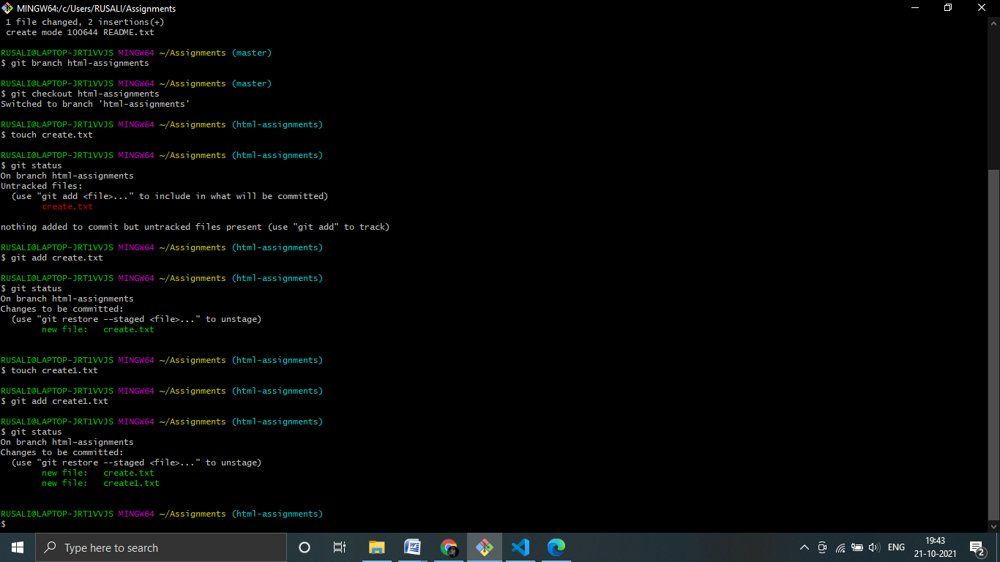 MINGW64:/c/Users/RUSALI/Assignments
 1 file changed, 2 insertions(+)
 create mode 100644 README.txt
RUSALI@LAPTOP-JRT1VVJS MINGW64 ~/Assignments (master)
$ git branch html-assignments
RUSALI@LAPTOP-JRT1VVJS MINGW64 ~/Assignments (master)
$ git checkout html-assignments
Switched to branch 'html-assignments'
RUSALI@LAPTOP-JRT1VVJS MINGW64 ~/Assignments (html-assignments)
$ touch create.txt
RUSALI@LAPTOP-JRT1VVJS MINGW64 ~/Assignments (html-assignments)
$ git status
On branch html-assignments
Untracked files:
  (use "git add <file>..." to include in what will be committed)
        create.txt
nothing added to commit but untracked files present (use "git add" to track)
RUSALI@LAPTOP-JRT1VVJS MINGW64 ~/Assignments (html-assignments)
$ git add create.txt
RUSALI@LAPTOP-JRT1VVJS MINGW64 ~/Assignments (html-assignments)
$ git status
On branch html-assignments
Changes to be committed:
  (use "git restore --staged <file>..." to unstage)
        new file:   create.txt
RUSALI@LAPTOP-JRT1VVJS MINGW64 ~/Assignments (html-assignments)
$ touch create1.txt
RUSALI@LAPTOP-JRT1VVJS MINGW64 ~/Assignments (html-assignments)
$ git add create1.txt
RUSALI@LAPTOP-JRT1VVJS MINGW64 ~/Assignments (html-assignments)
$ git status
On branch html-assignments
Changes to be committed:
  (use "git restore --staged <file>..." to unstage)
        new file:   create.txt
        new file:   create1.txt
RUSALI@LAPTOP-JRT1VVJS MINGW64 ~/Assignments (html-assignments)
$
Type here to search
ENG
19:43
21-10-2021
2